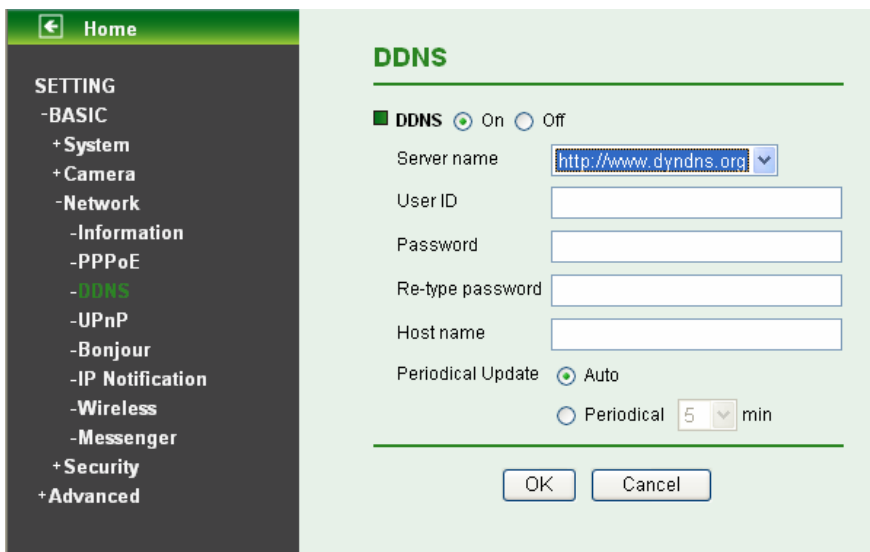 Home
SETTING
-BASIC
+System
+Camera
-Network
-Information
-PPPoE
-DDNS
-UPnP
-Bonjour
-IP Notification
-Wireless
-Messenger
+Security
+Advanced
DDNS
DDNS On Off
Server name http://www.dyndns.org
User ID
Password
Re-type password
Host name
Periodical Update Auto
Periodical 5 min
OK Cancel